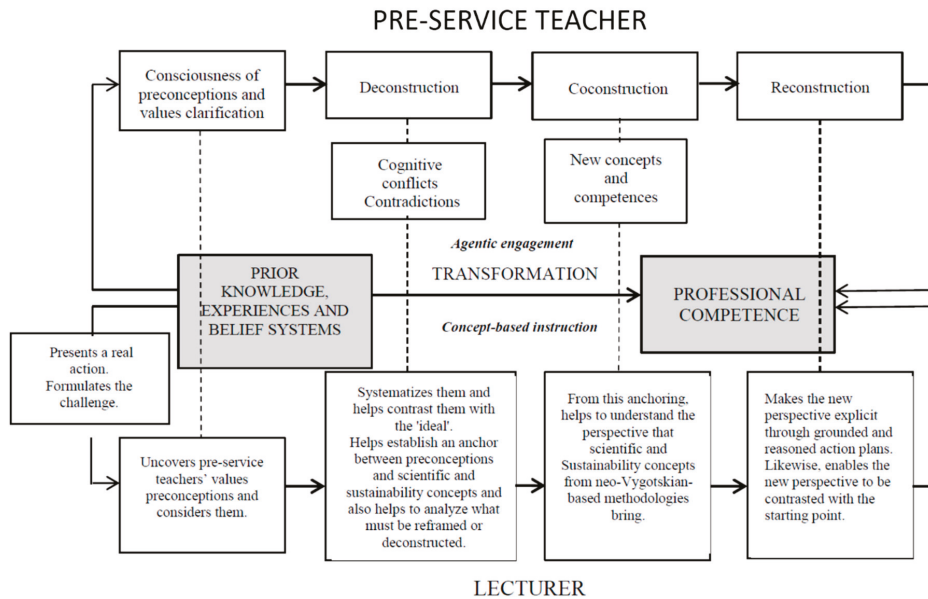 PRE-SERVICE TEACHER
Consciousness of
preconceptions and
values clarification
Deconstruction
Coconstruction
Reconstruction
Cognitive
conflicts
Contradictions
New concepts
and
competences
Agentic engagement
TRANSFORMATION
Concept-based instruction
PRIOR
KNOWLEDGE,
EXPERIENCES AND
BELIEF SYSTEMS
PROFESSIONAL
COMPETENCE
Presents a real
action.
Formulates the
challenge.
Uncovers pre-service
teachers' values
preconceptions and
considers them.
Systematizes them and
helps contrast them with
the 'ideal'.
Helps establish an anchor
between preconceptions
and scientific and
sustainability concepts and
also helps to analyze what
must be reframed or
deconstructed.
From this anchoring,
helps to understand the
perspective that
scientific and
Sustainability concepts
from neo-Vygotskian-
based methodologies
bring.
Makes the new
perspective explicit
through grounded and
reasoned action plans.
Likewise, enables the
new perspective to be
contrasted with the
starting point.
LECTURER